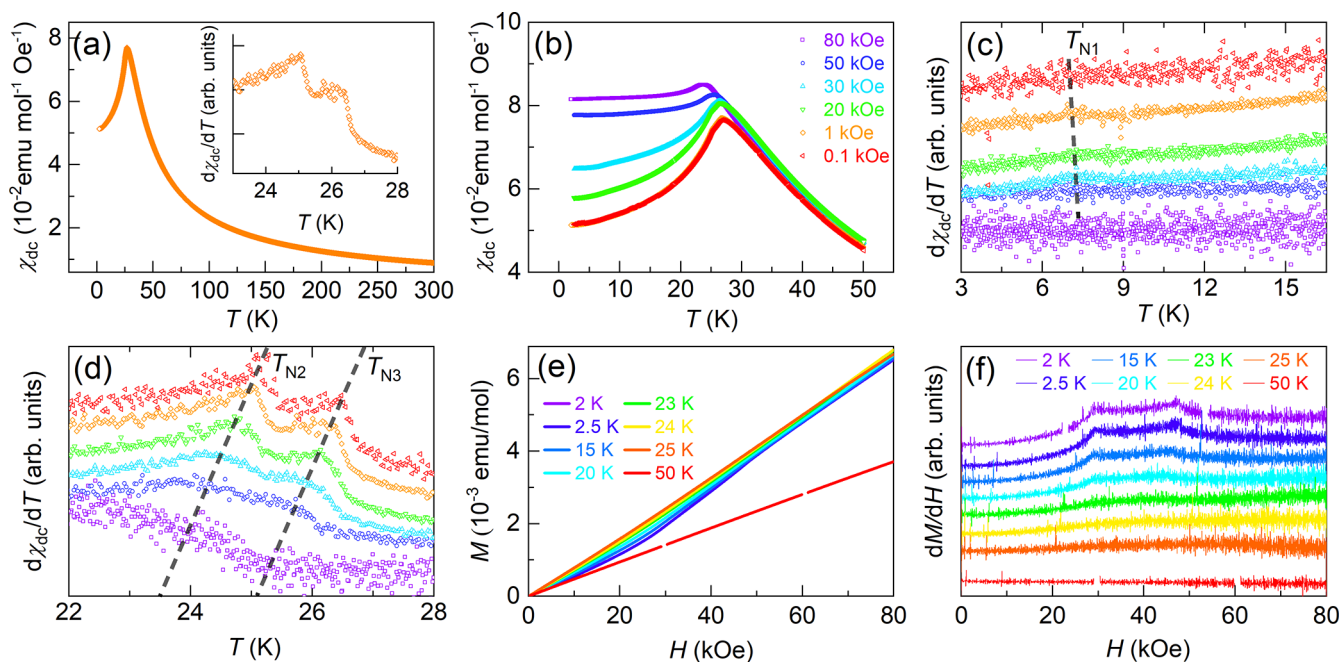 (a)
χdc (10⁻²emu mol⁻¹ Oe⁻¹)
8
6
4
2
0 50 100 150 200 250 300
T (K)
dχdc/dT (arb. units)
24 26 28
T (K)
(b)
χdc (10⁻²emu mol⁻¹ Oe⁻¹)
10
8
6
4
0 10 20 30 40 50 60
T (K)
80 kOe
50 kOe
30 kOe
20 kOe
1 kOe
0.1 kOe
(c)
TN1
dχdc/dT (arb. units)
3 6 9 12 15
T (K)
(d)
TN2
TN3
dχdc/dT (arb. units)
22 24 26 28
T (K)
(e)
M (10⁻³ emu/mol)
6
4
2
0
0 20 40 60 80
H (kOe)
2 K 23 K
2.5 K 24 K
15 K 25 K
20 K 50 K
(f)
dM/dH (arb. units)
2 K 15 K 23 K 25 K
2.5 K 20 K 24 K 50 K
0 20 40 60 80
H (kOe)